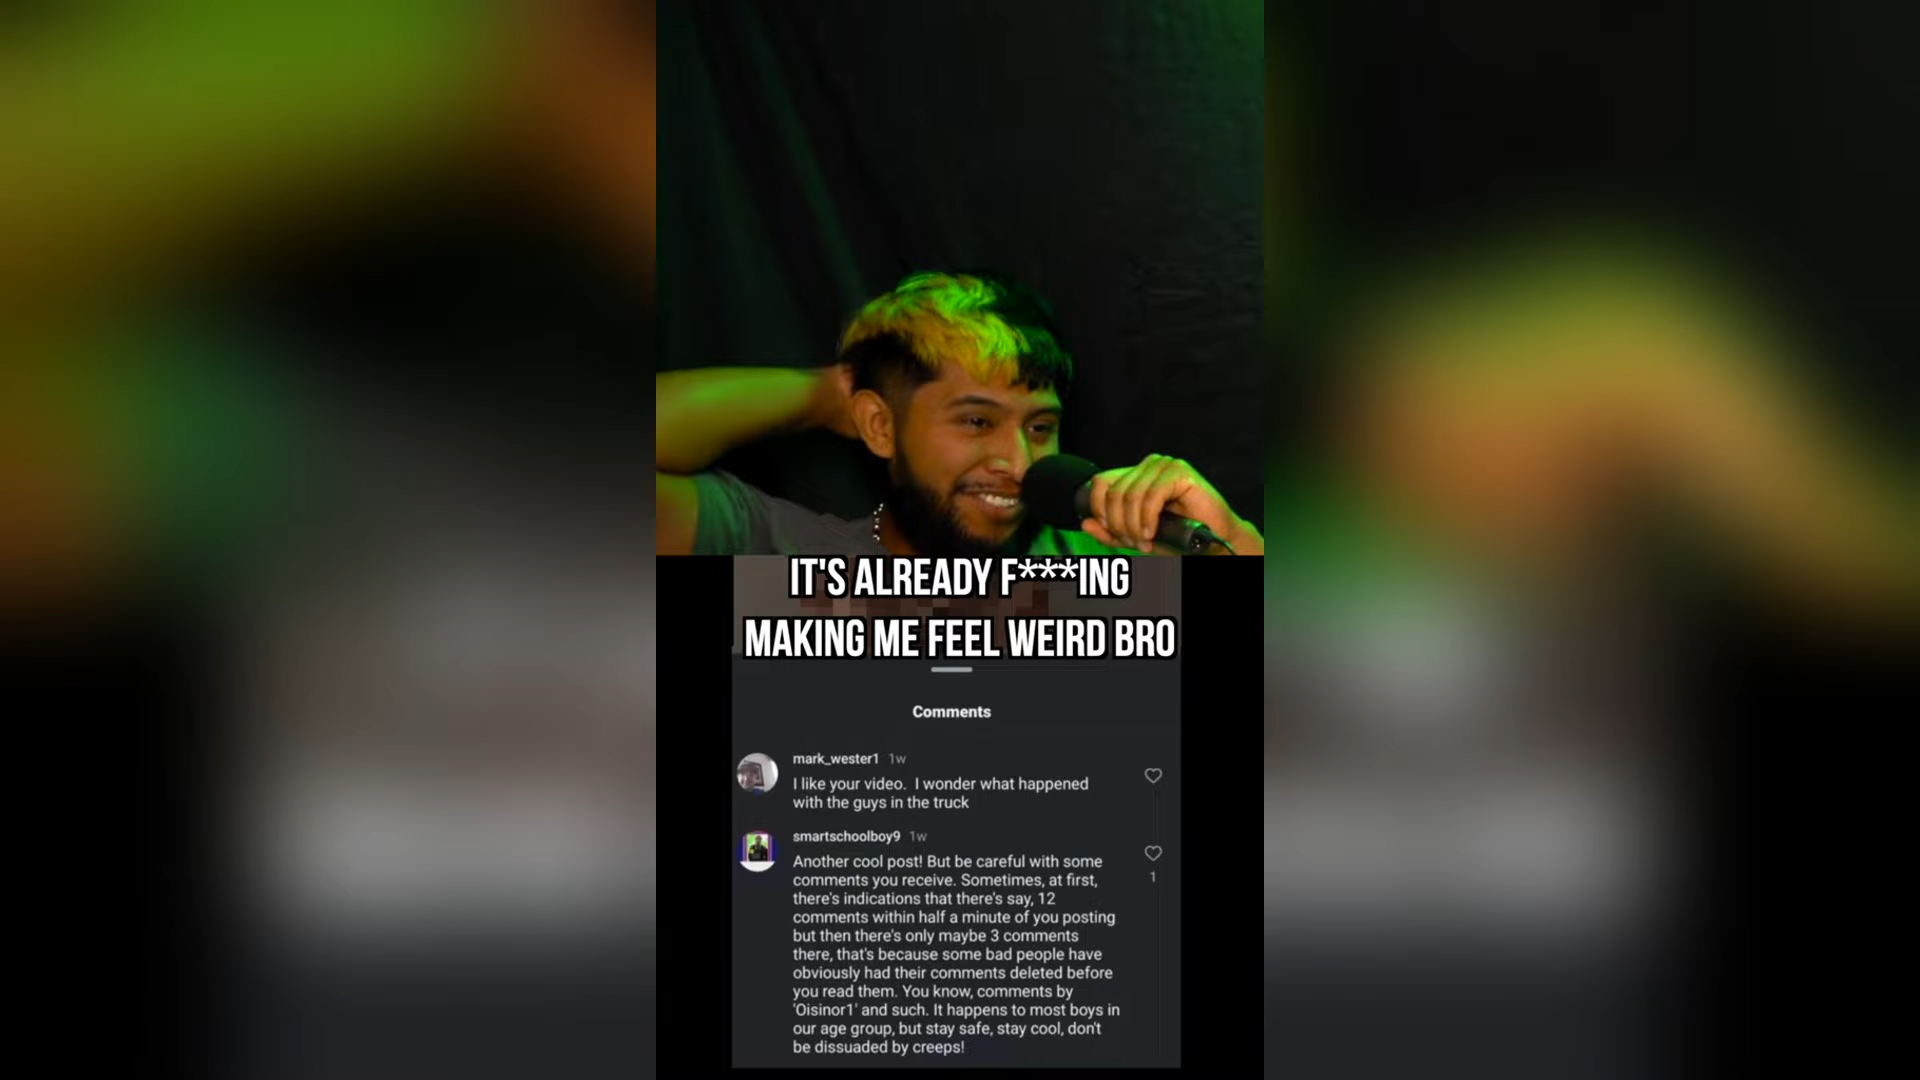 IT'S ALREADY F***ING
MAKING ME FEEL WEIRD BRO
Comments
mark_wester1 1w
I like your video. I wonder what happened
with the guys in the truck
smartschoolboy9 1w
Another cool post! But be careful with some
comments you receive. Sometimes, at first,
there's indications that there's say, 12
comments within half a minute of you posting
but then there's only maybe 3 comments
there, that's because some bad people have
obviously had their comments deleted before
you read them. You know, comments by
'Oisinor1' and such. It happens to most boys in
our age group, but stay safe, stay cool, don't
be dissuaded by creeps!
1